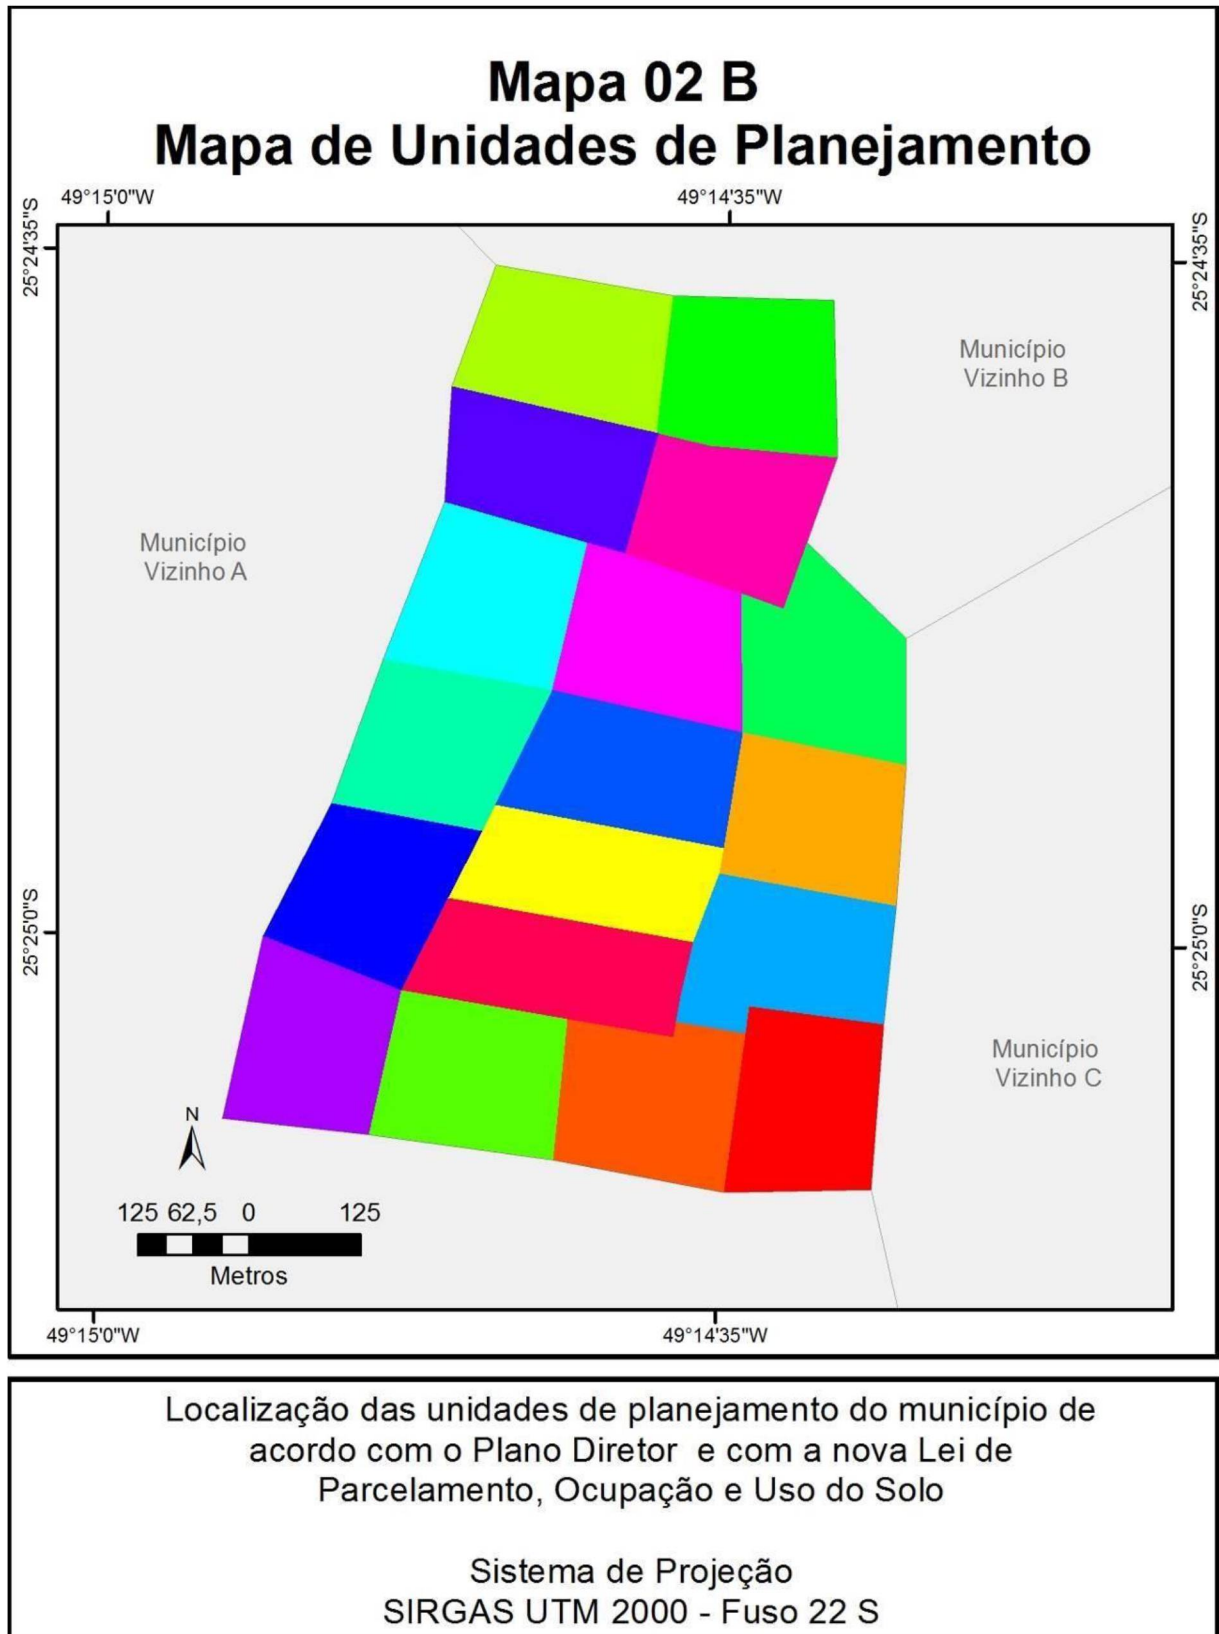 Mapa 02 B
Mapa de Unidades de Planejamento
49°15'0"W
49°14'35"W
25°24'35"S
25°24'35"S
Município
Vizinho B
Município
Vizinho A
25°25'0"S
25°25'0"S
Município
Vizinho C
N
125 62,5 0 125
Metros
49°15'0"W
49°14'35"W
Localização das unidades de planejamento do município de
acordo com o Plano Diretor e com a nova Lei de
Parcelamento, Ocupação e Uso do Solo
Sistema de Projeção
SIRGAS UTM 2000 - Fuso 22 S